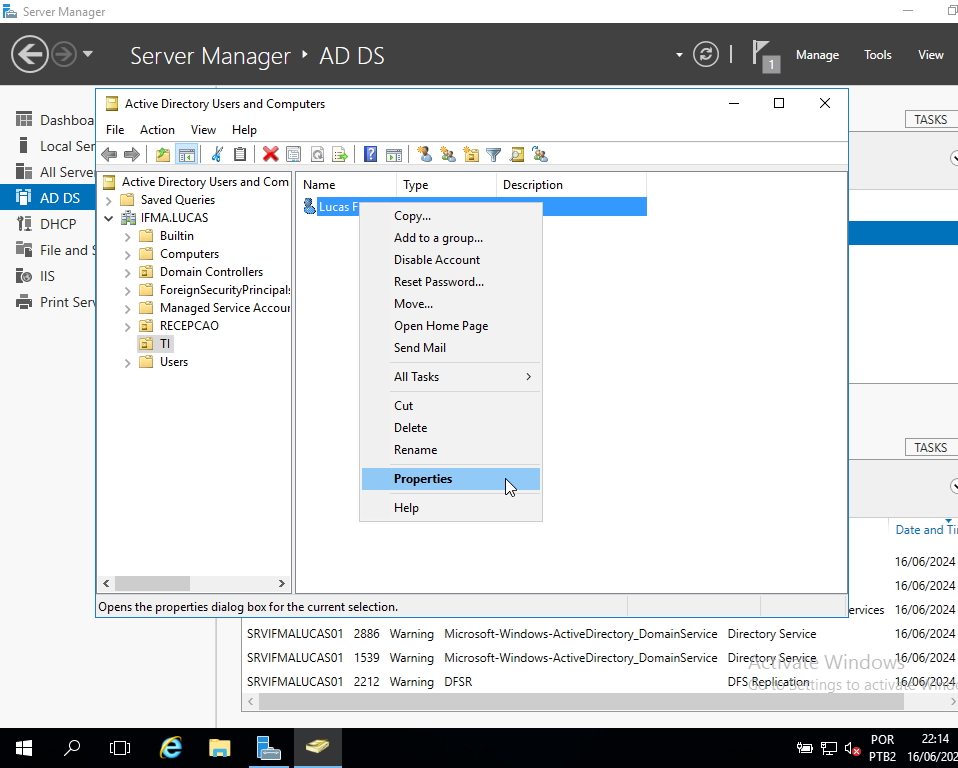 Server Manager
Server Manager
AD DS
1
Manage
Tools
View
Dashboa
Local Ser
All Server
AD DS
DHCP
File and S
IIS
Print Serv
TASKS
Active Directory Users and Computers
File
Action
View
Help
Active Directory Users and Com
Saved Queries
IFMA.LUCAS
Builtin
Computers
Domain Controllers
ForeignSecurityPrincipals
Managed Service Accour
RECEPCAO
TI
Users
Name
Type
Description
Lucas F
Copy...
Add to a group...
Disable Account
Reset Password...
Move...
Open Home Page
Send Mail
All Tasks
Cut
Delete
Rename
Properties
Help
Opens the properties dialog box for the current selection.
TASKS
Date and Ti
16/06/2024
16/06/2024
ervices 16/06/2024
SRVIFMALUCAS01 2886 Warning Microsoft-Windows-ActiveDirectory_DomainService Directory Service 16/06/2024
SRVIFMALUCAS01 1539 Warning Microsoft-Windows-ActiveDirectory_DomainService Directory Service 16/06/2024
SRVIFMALUCAS01 2212 Warning DFSR DFS Replication 16/06/2024
Activate Windows
Go to Settings to activate Windo
POR
PTB2
22:14
16/06/202